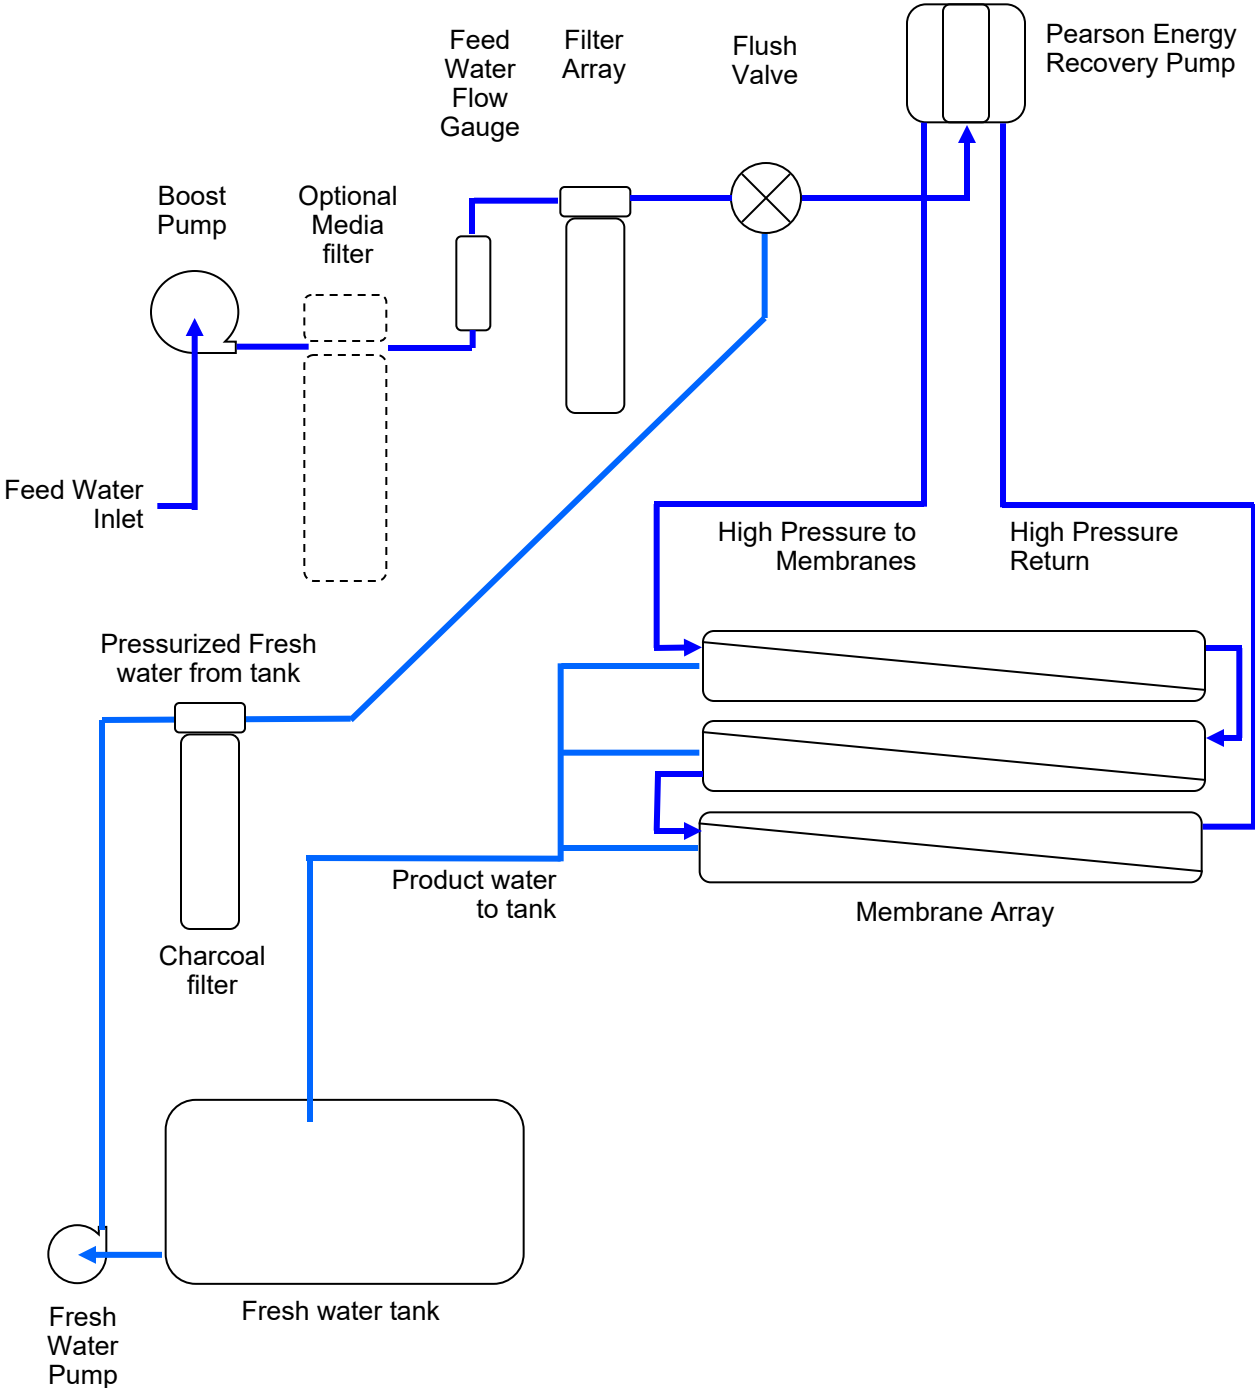 Feed
Water
Flow
Gauge
Filter
Array
Flush
Valve
Pearson Energy
Recovery Pump
Boost
Pump
Optional
Media
filter
Feed Water
Inlet
High Pressure to
Membranes
High Pressure
Return
Pressurized Fresh
water from tank
Product water
to tank
Membrane Array
Charcoal
filter
Fresh water tank
Fresh
Water
Pump